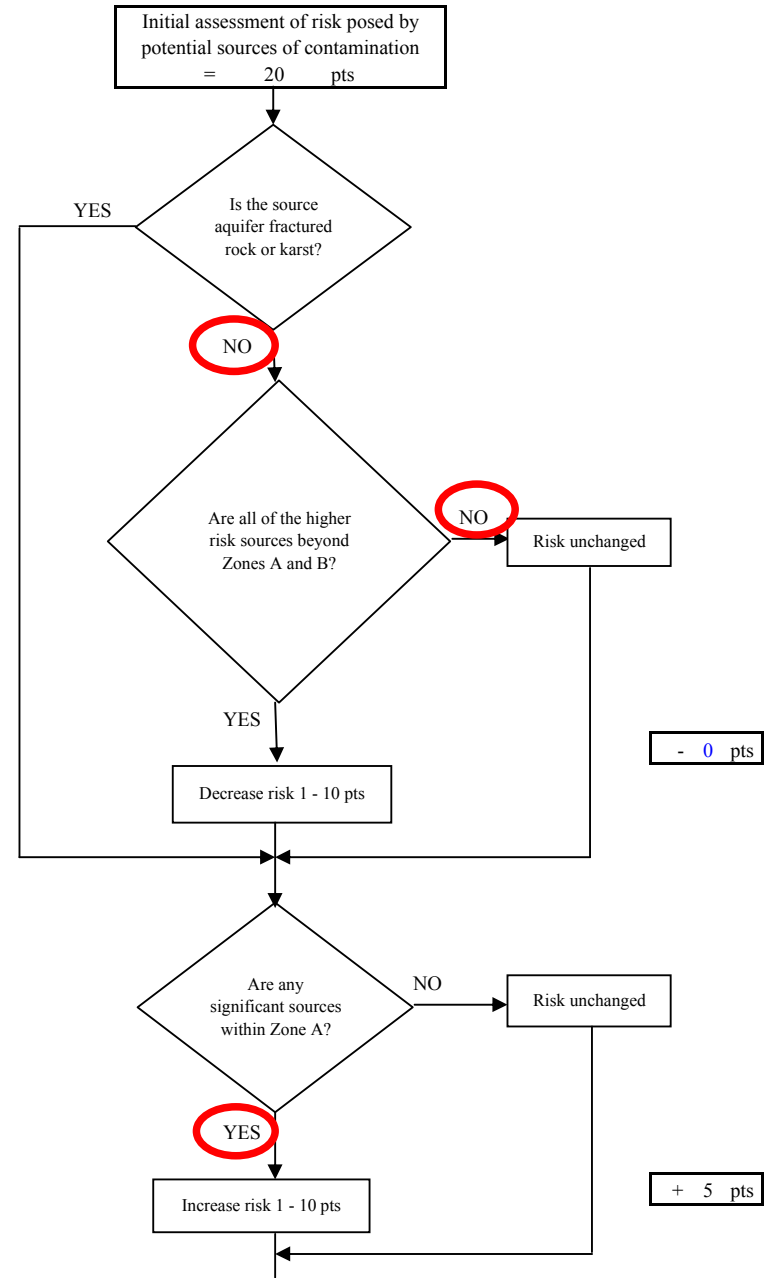 Initial assessment of risk posed by
potential sources of contamination
= 20 pts
YES
Is the source
aquifer fractured
rock or karst?
NO
Are all of the higher
risk sources beyond
Zones A and B?
NO
Risk unchanged
YES
- 0 pts
Decrease risk 1 - 10 pts
Are any
significant sources
within Zone A?
NO
Risk unchanged
YES
+ 5 pts
Increase risk 1 - 10 pts